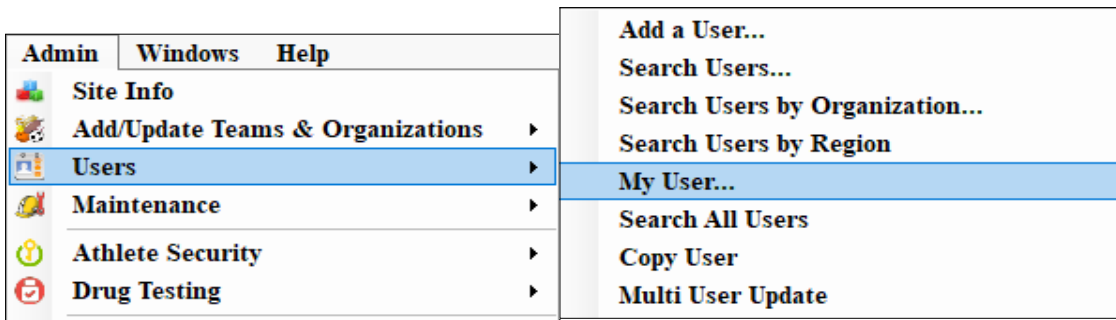 Admin Windows Help
Site Info
Add/Update Teams & Organizations
Users
Maintenance
Athlete Security
Drug Testing
Add a User...
Search Users...
Search Users by Organization...
Search Users by Region
My User...
Search All Users
Copy User
Multi User Update